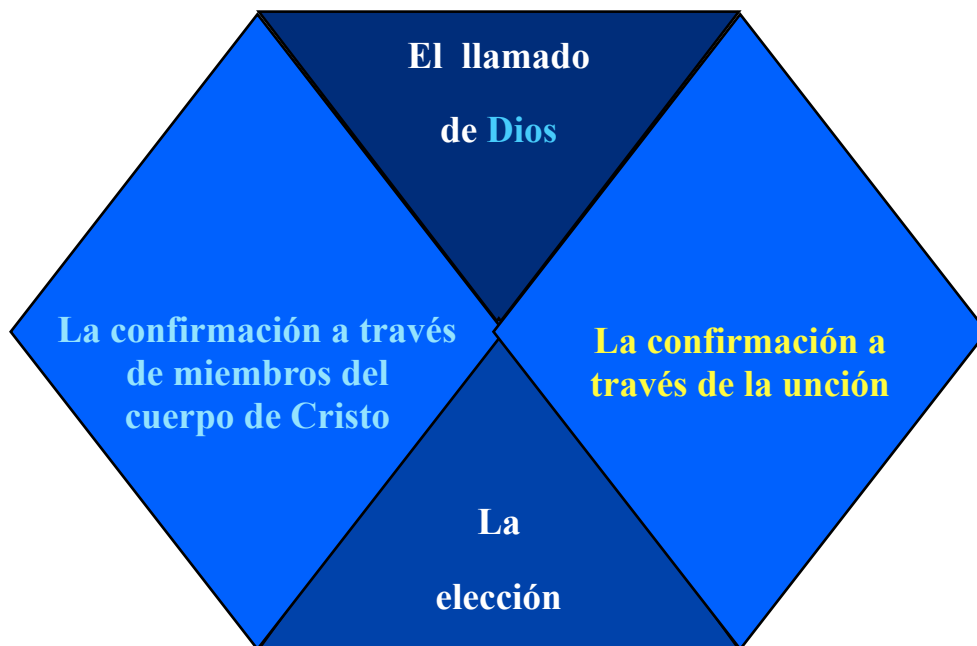 El llamado
de Dios
La confirmación a través
de miembros del
cuerpo de Cristo
La confirmación a
través de la unción
La
elección